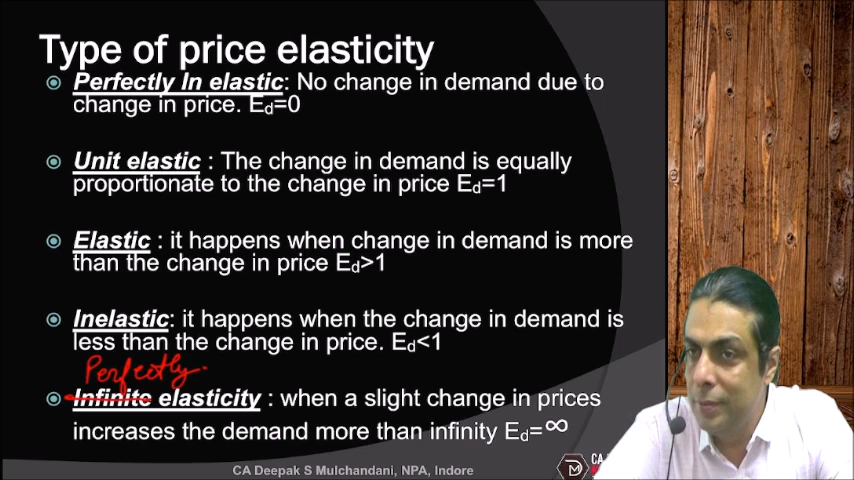 Type of price elasticity
Perfectly In elastic: No change in demand due to
change in price. Ed=0
Unit elastic : The change in demand is equally
proportionate to the change in price Ed=1
Elastic : it happens when change in demand is more
than the change in price Ed>1
Inelastic: it happens when the change in demand is
less than the change in price. Ed<1
Perfectly.
Infinite elasticity : when a slight change in prices
increases the demand more than infinity Ed=∞
CA Deepak S Mulchandani, NPA, Indore
CA